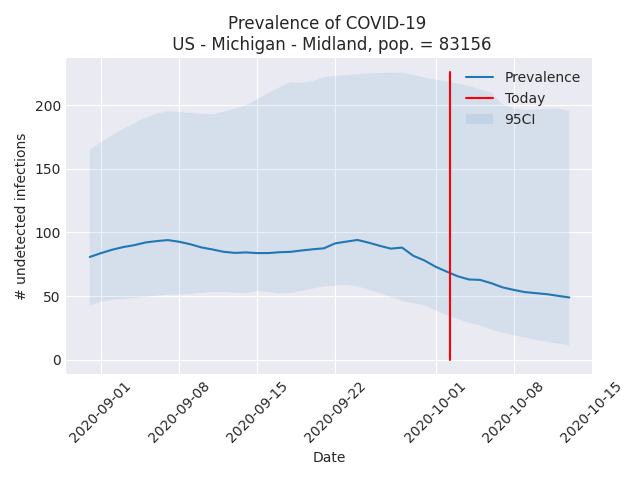 Prevalence of COVID-19
US - Michigan - Midland, pop. = 83156
Prevalence
Today
95CI
# undetected infections
200
150
100
50
0
2020-09-01
2020-09-08
2020-09-15
2020-09-22
2020-10-01
2020-10-08
2020-10-15
Date